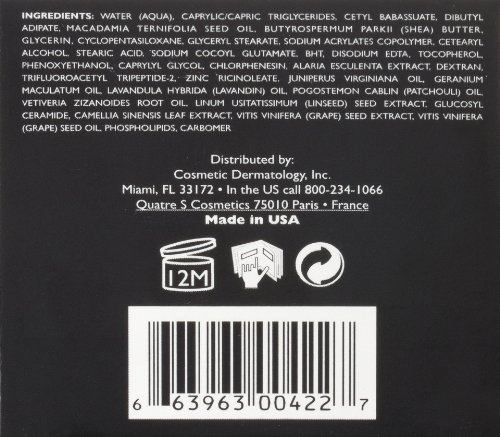 INGREDIENTS: WATER (AQUA), CAPRYLIC/CAPRIC TRIGLYCERIDES, CETYL BABASSUATE, DIBUTYL
ADIPATE, MACADAMIA TERNIFOLIA SEED OIL, BUTYROSPERMUM PARKII (SHEA) BUTTER,
GLYCERIN, CYCLOPENTASILOXANE, GLYCERYL STEARATE, SODIUM ACRYLATES COPOLYMER, CETEARYL
ALCOHOL, STEARIC ACID, SODIUM COCOYL GLUTAMATE, BHT, DISODIUM EDTA, TOCOPHEROL,
PHENOXYETHANOL, CAPRYLYL GLYCOL, CHLORPHENESIN, ALARIA ESCULENTA EXTRACT, DEXTRAN,
TRIFLUOROACETYL TRIPEPTIDE-2, ZINC RICINOLEATE, JUNIPERUS VIRGINIANA OIL, GERANIUM
MACULATUM OIL, LAVANDULA HYBRIDA (LAVANDIN) OIL, POGOSTEMON CABLIN (PATCHOULI) OIL,
VETIVERIA ZIZANOIDES ROOT OIL, LINUM USITATISSIMUM (LINSEED) SEED EXTRACT, GLUCOSYL
CERAMIDE, CAMELLIA SINENSIS LEAF EXTRACT, VITIS VINIFERA (GRAPE) SEED EXTRACT, VITIS VINIFERA
(GRAPE) SEED OIL, PHOSPHOLIPIDS, CARBOMER
Distributed by:
Cosmetic Dermatology, Inc.
Miami, FL 33172 • In the US call 800-234-1066
Quatre S Cosmetics 75010 Paris • France
Made in USA
12M
6 63963 00422 7